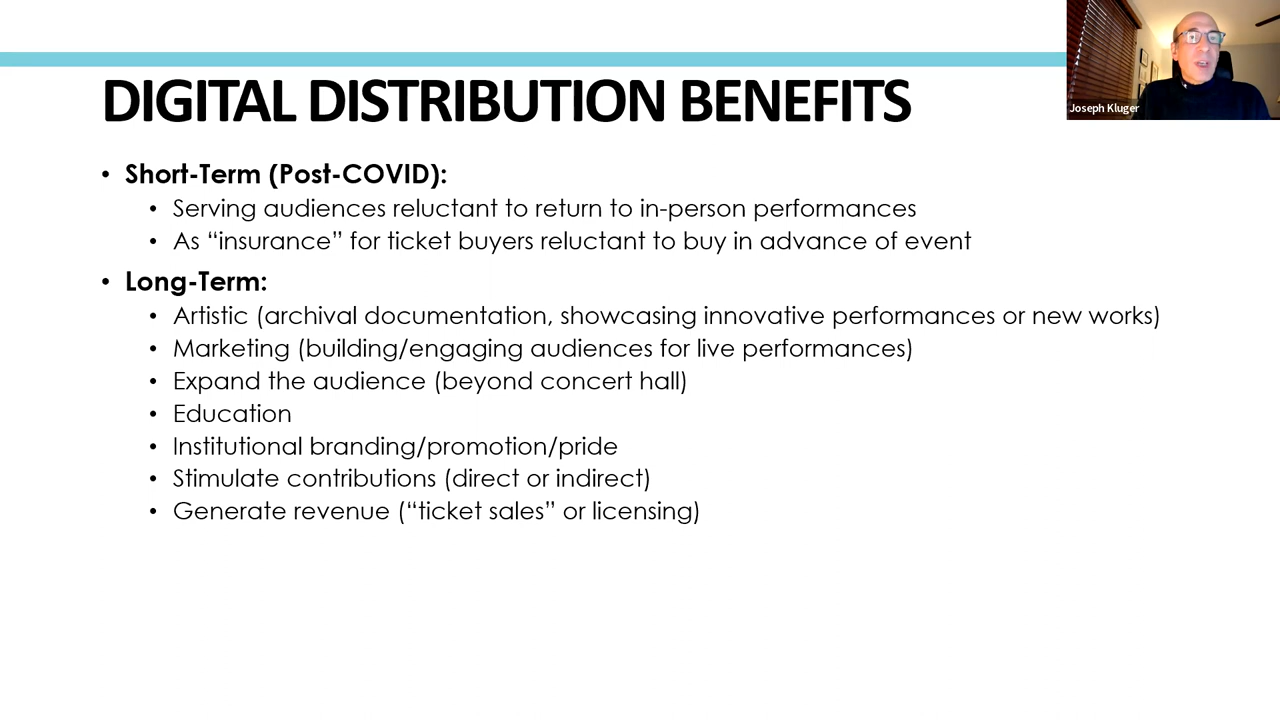 Joseph Kluger
DIGITAL DISTRIBUTION BENEFITS
• Short-Term (Post-COVID):
• Serving audiences reluctant to return to in-person performances
• As “insurance” for ticket buyers reluctant to buy in advance of event
• Long-Term:
• Artistic (archival documentation, showcasing innovative performances or new works)
• Marketing (building/engaging audiences for live performances)
• Expand the audience (beyond concert hall)
• Education
• Institutional branding/promotion/pride
• Stimulate contributions (direct or indirect)
• Generate revenue (“ticket sales” or licensing)